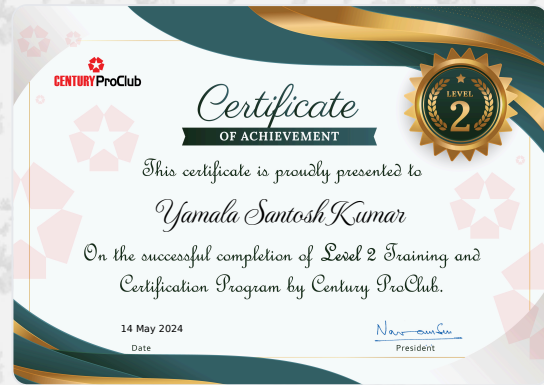 CENTURY ProClub
LEVEL
2
Certificate
OF ACHIEVEMENT
This certificate is proudly presented to
Yamala Santosh Kumar
On the successful completion of Level 2 Training and
Certification Program by Century ProClub.
14 May 2024
Date
President